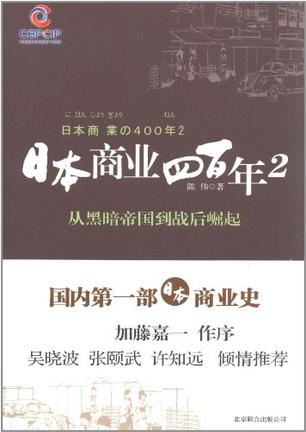 CBPCIP
に ほん しょう ぎょう ねん
日本商 業の400年2
日本商业四百年2
陈 伟◎著
从黑暗帝国到战后崛起
国内第一部日本商业史
加藤嘉一 作序
吴晓波 张颐武 许知远 倾情推荐
北京联合出版公司